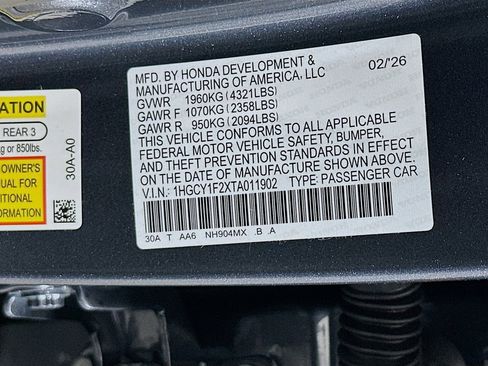 MFD. BY HONDA DEVELOPMENT & 02/'26
MANUFACTURING OF AMERICA, LLC
GVWR 1960KG (4321LBS)
GAWR F 1070KG (2358LBS)
GAWR R 950KG (2094LBS)
THIS VEHICLE CONFORMS TO ALL APPLICABLE
FEDERAL MOTOR VEHICLE SAFETY, BUMPER,
AND THEFT PREVENTION STANDARDS IN EFFECT
ON THE DATE OF MANUFACTURE SHOWN ABOVE.
V.I.N.: 1HGCY1F2XTA011902 TYPE: PASSENGER CAR
30A T AA6 NH904MX .B .A
ATION
REAR 3
kg or 850lbs.
OWNER'S
UAL FOR
ITIONAL
ORMATION
30A-A0